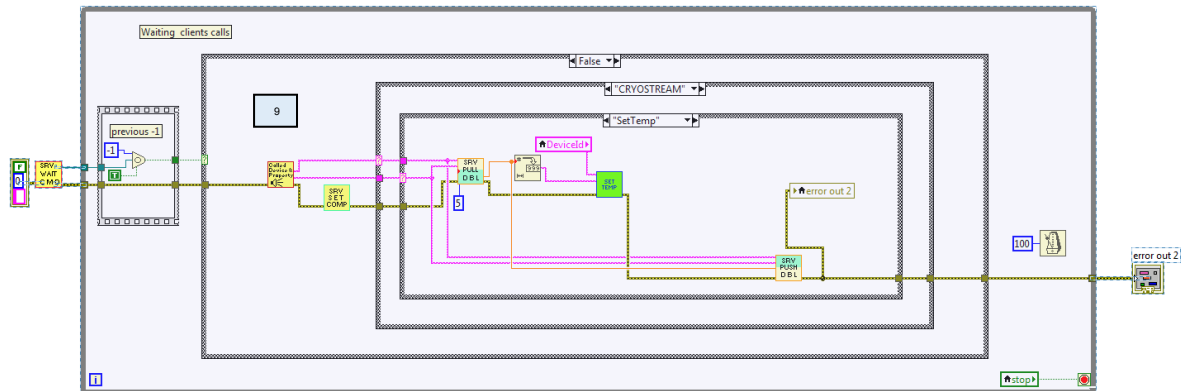 Waiting clients calls
False
9
"CRYOSTREAM"
"SetTemp"
previous -1
-1
T
F
0
SRV
WAIT
CMD
?
Called
Device &
Property
SRV
SET
COMP
?
?
SRV
PULL
DBL
5
DeviceId
999
SET
TEMP
error out 2
SRV
PUSH
DBL
100
error out 2
i
stop